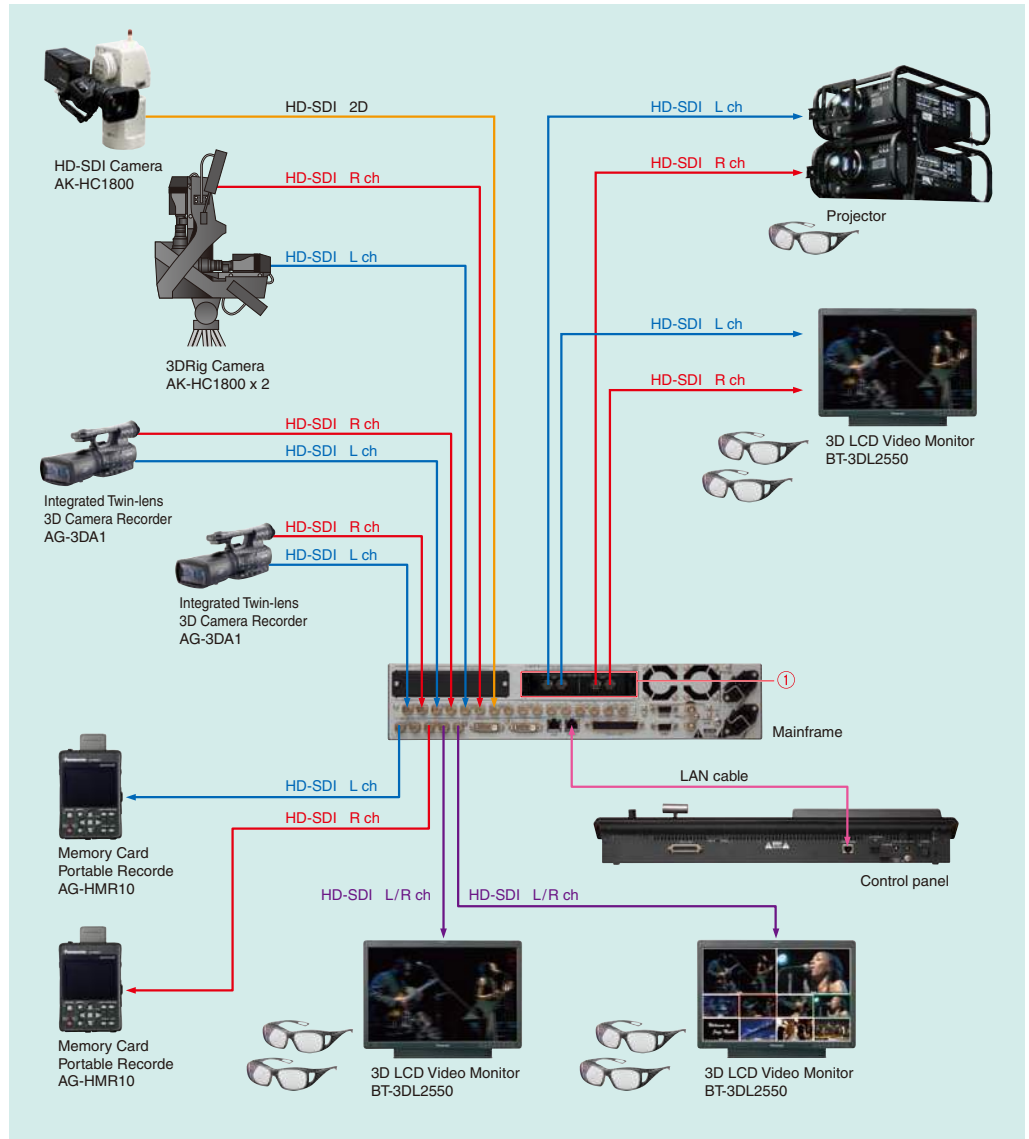 HD-SDI 2D
HD-SDI Camera
AK-HC1800
HD-SDI R ch
HD-SDI L ch
3DRig Camera
AK-HC1800 x 2
HD-SDI R ch
HD-SDI L ch
Integrated Twin-lens
3D Camera Recorder
AG-3DA1
HD-SDI R ch
HD-SDI L ch
Integrated Twin-lens
3D Camera Recorder
AG-3DA1
HD-SDI L ch
HD-SDI R ch
Projector
HD-SDI L ch
HD-SDI R ch
3D LCD Video Monitor
BT-3DL2550
①
Mainframe
LAN cable
Control panel
HD-SDI L ch
HD-SDI R ch
Panasonic
Memory Card
Portable Recorde
AG-HMR10
Panasonic
Memory Card
Portable Recorde
AG-HMR10
HD-SDI L/R ch
HD-SDI L/R ch
3D LCD Video Monitor
BT-3DL2550
3D LCD Video Monitor
BT-3DL2550